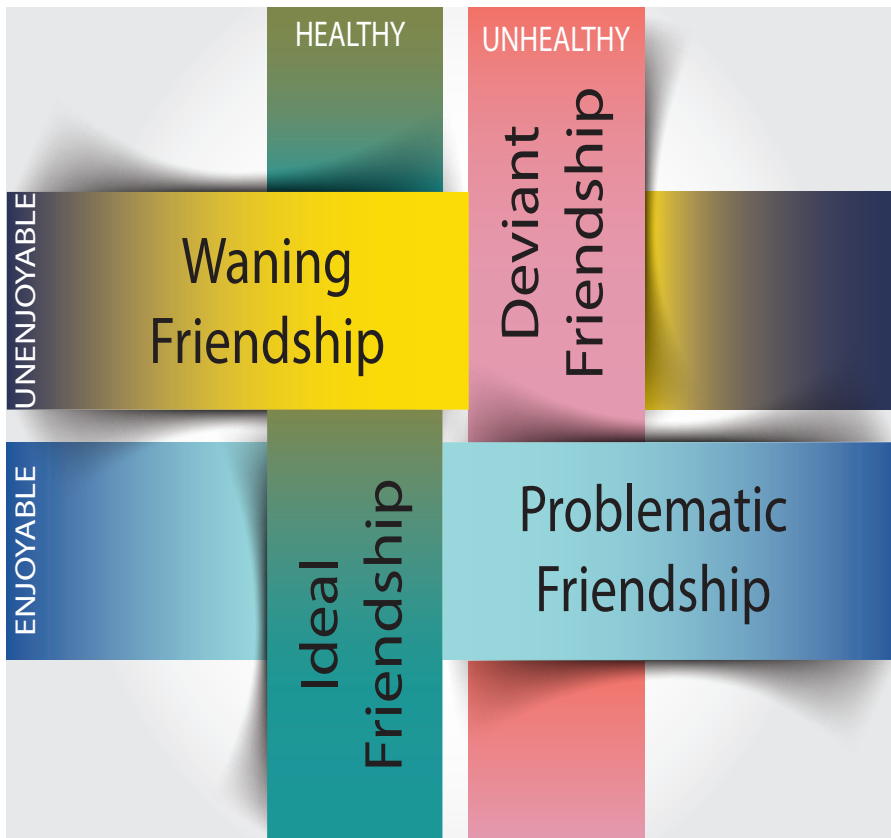 HEALTHY
UNHEALTHY
UNENJOYABLE
Waning
Friendship
Deviant
Friendship
ENJOYABLE
Ideal
Friendship
Problematic
Friendship